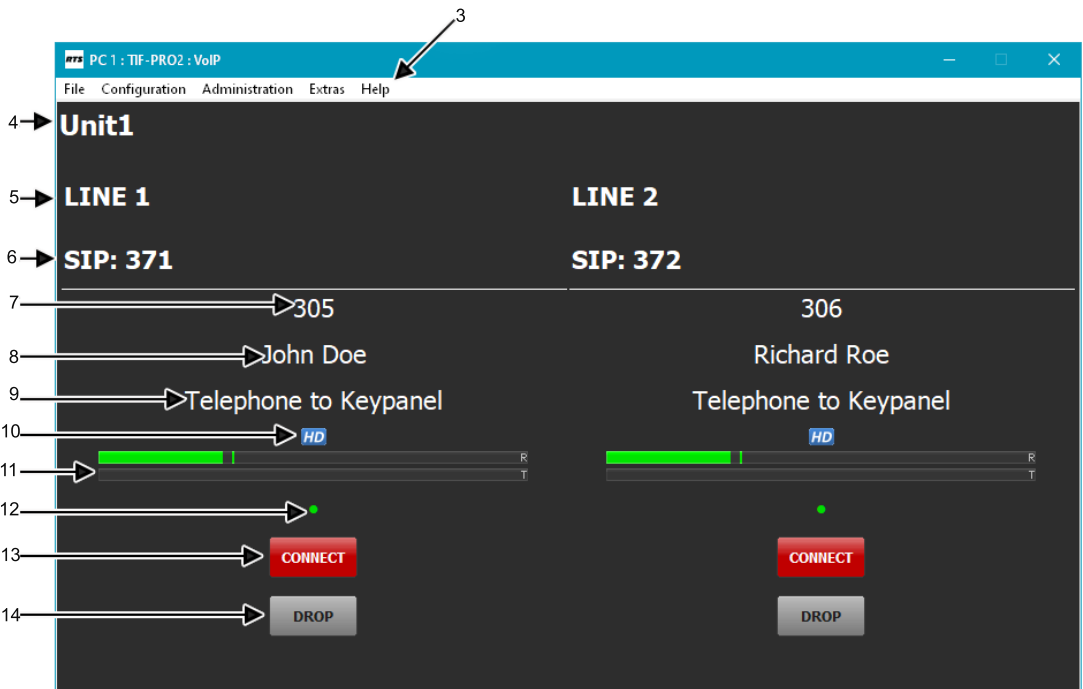 3
RTS PC 1 : TIF-PRO2 : VoIP
File Configuration Administration Extras Help
4 Unit1
5 LINE 1 LINE 2
6 SIP: 371 SIP: 372
7 305 306
8 John Doe Richard Roe
9 Telephone to Keypanel Telephone to Keypanel
10 HD HD
R R
11 T T
12
13 CONNECT CONNECT
14 DROP DROP